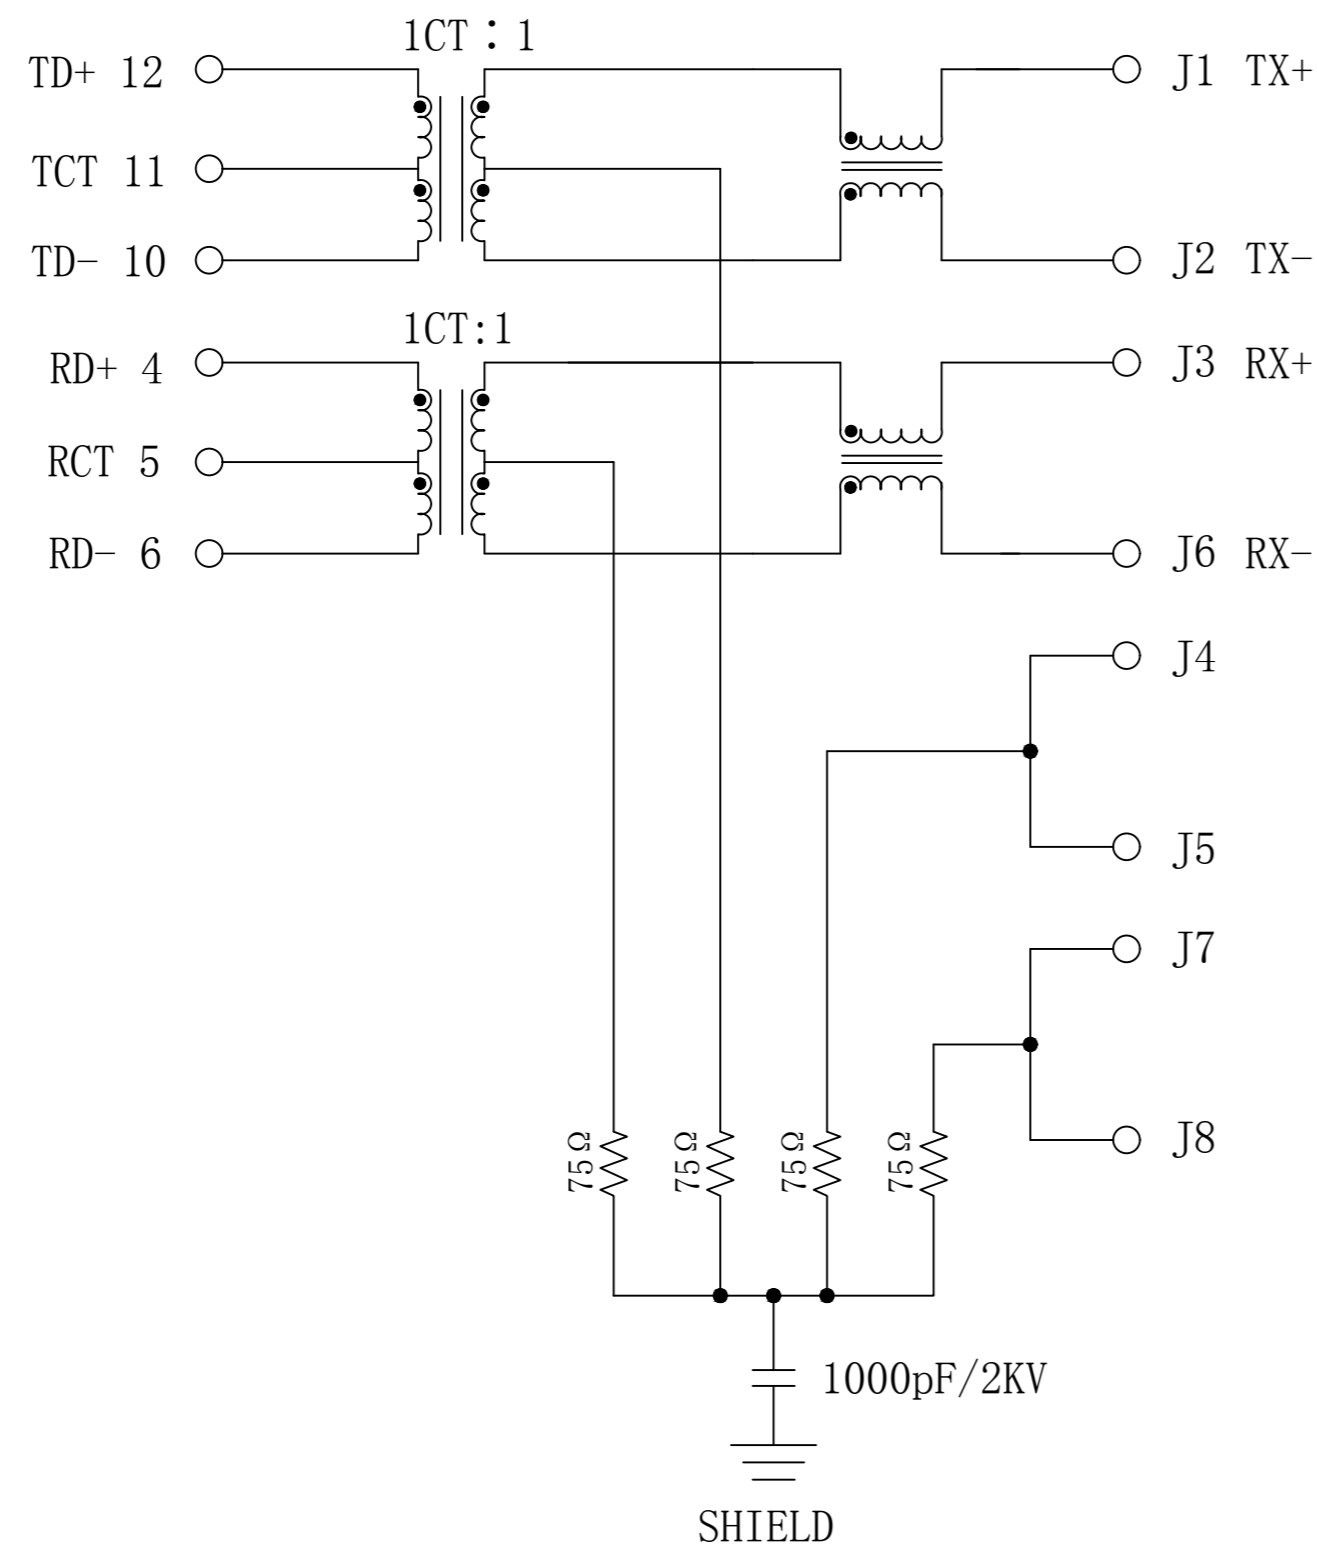 1CT:1
TD+ 12
J1 TX+
TCT 11
TD- 10
J2 TX-
1CT:1
RD+ 4
J3 RX+
RCT 5
RD- 6
J6 RX-
J4
J5
J7
J8
75Ω
75Ω
75Ω
75Ω
1000pF/2KV
SHIELD